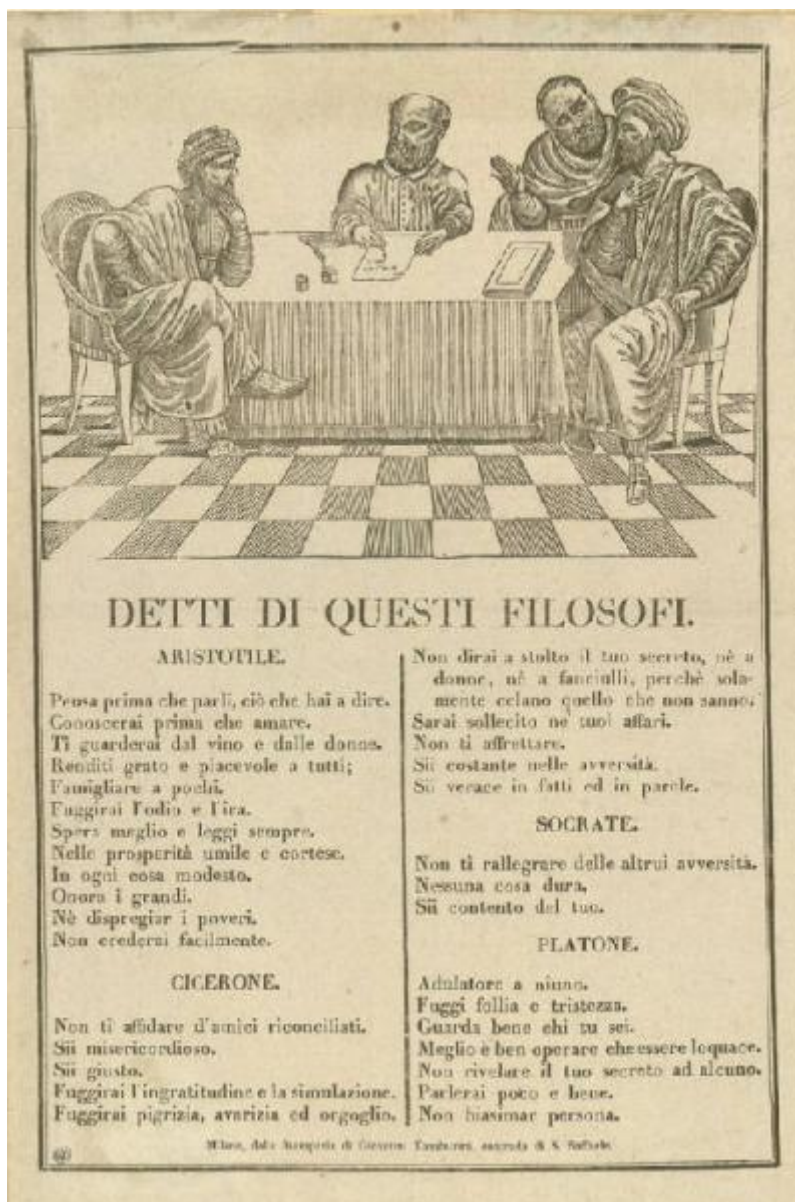 DETTI DI QUESTI FILOSOFI.
ARISTOTILE.
Pensa prima che parli, ciò che hai a dire.
Conoscerai prima che amare.
Ti guarderai dal vino e dalle donne.
Renditi grato e piacevole a tutti;
Famigliare a pochi.
Fuggirai l'odio e l'ira.
Spera meglio e leggi sempre.
Nelle prosperità umile e cortese.
In ogni cosa modesto.
Onora i grandi.
Nè dispregiar i poveri.
Non crederai facilmente.
CICERONE.
Non ti affidare d'amici riconciliati.
Sii misericordioso.
Sii giusto.
Fuggirai l'ingratitudine e la simulazione.
Fuggirai pigrizia, avarizia ed orgoglio.
Non dirai a stolto il tuo secreto, nè a
donne, nè a fanciulli, perchè sola-
mente celano quello che non sanno.
Sarai sollecito ne' tuoi affari.
Non ti affrettare.
Sii costante nelle avversità.
Sii verace in fatti ed in parole.
SOCRATE.
Non ti rallegrare delle altrui avversità.
Nessuna cosa dura.
Sii contento del tuo.
PLATONE.
Adulatore a niuno.
Fuggi follia e tristezza.
Guarda bene chi tu sei.
Meglio è ben operare che essere loquace.
Non rivelare il tuo secreto ad alcuno.
Parlerai poco e bene.
Non biasimar persona.
Milano, dalla Stamperia di Tamburini, contrada di S. Raffaele.